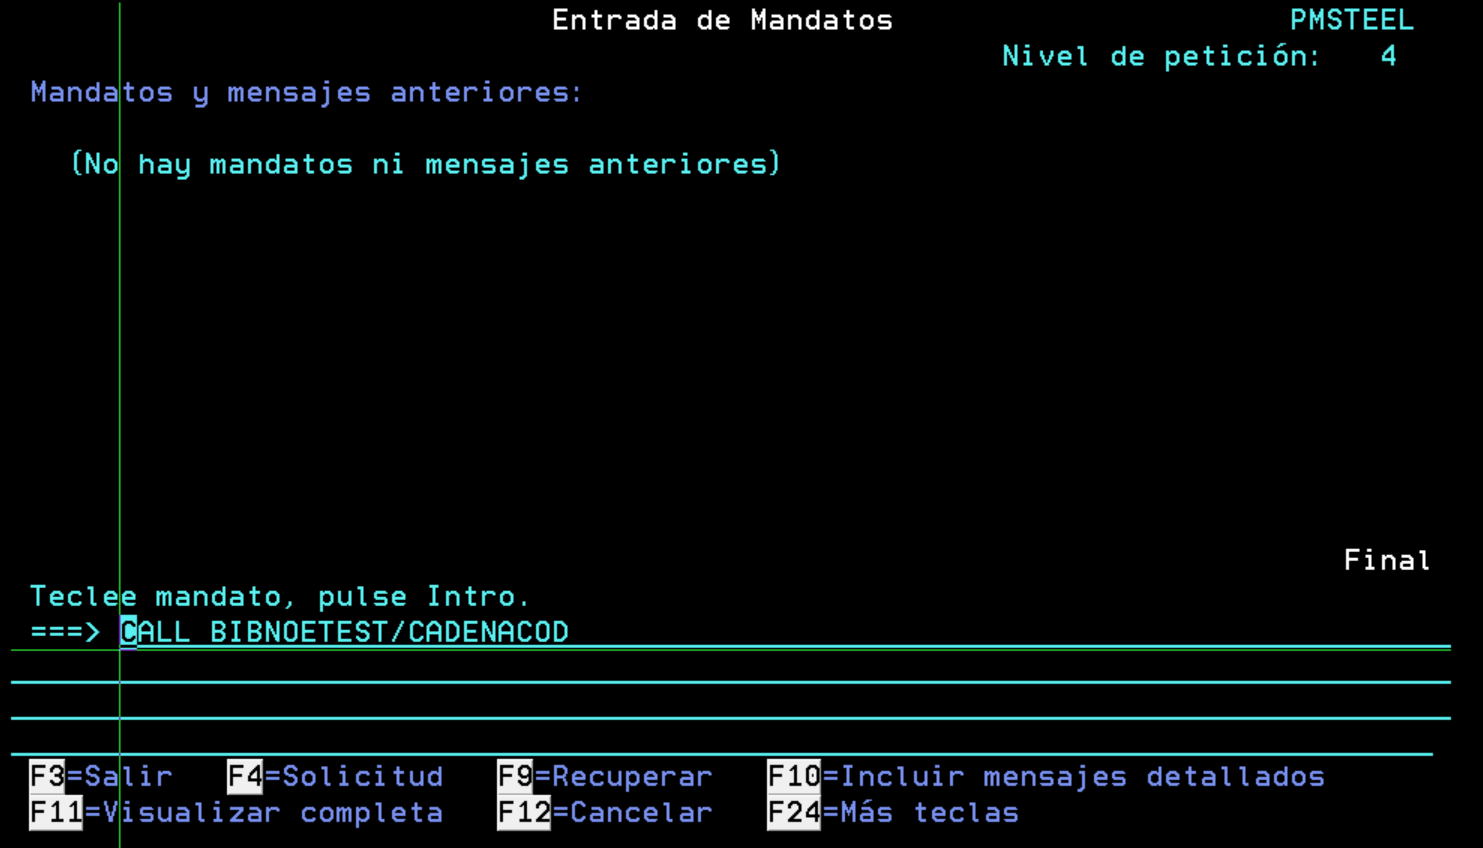 Entrada de Mandatos PMSTEEL
Nivel de petición: 4
Mandatos y mensajes anteriores:
(No hay mandatos ni mensajes anteriores)
Final
Teclee mandato, pulse Intro.
===> CALL BIBNOETEST/CADENACOD
F3=Salir F4=Solicitud F9=Recuperar F10=Incluir mensajes detallados
F11=Visualizar completa F12=Cancelar F24=Más teclas